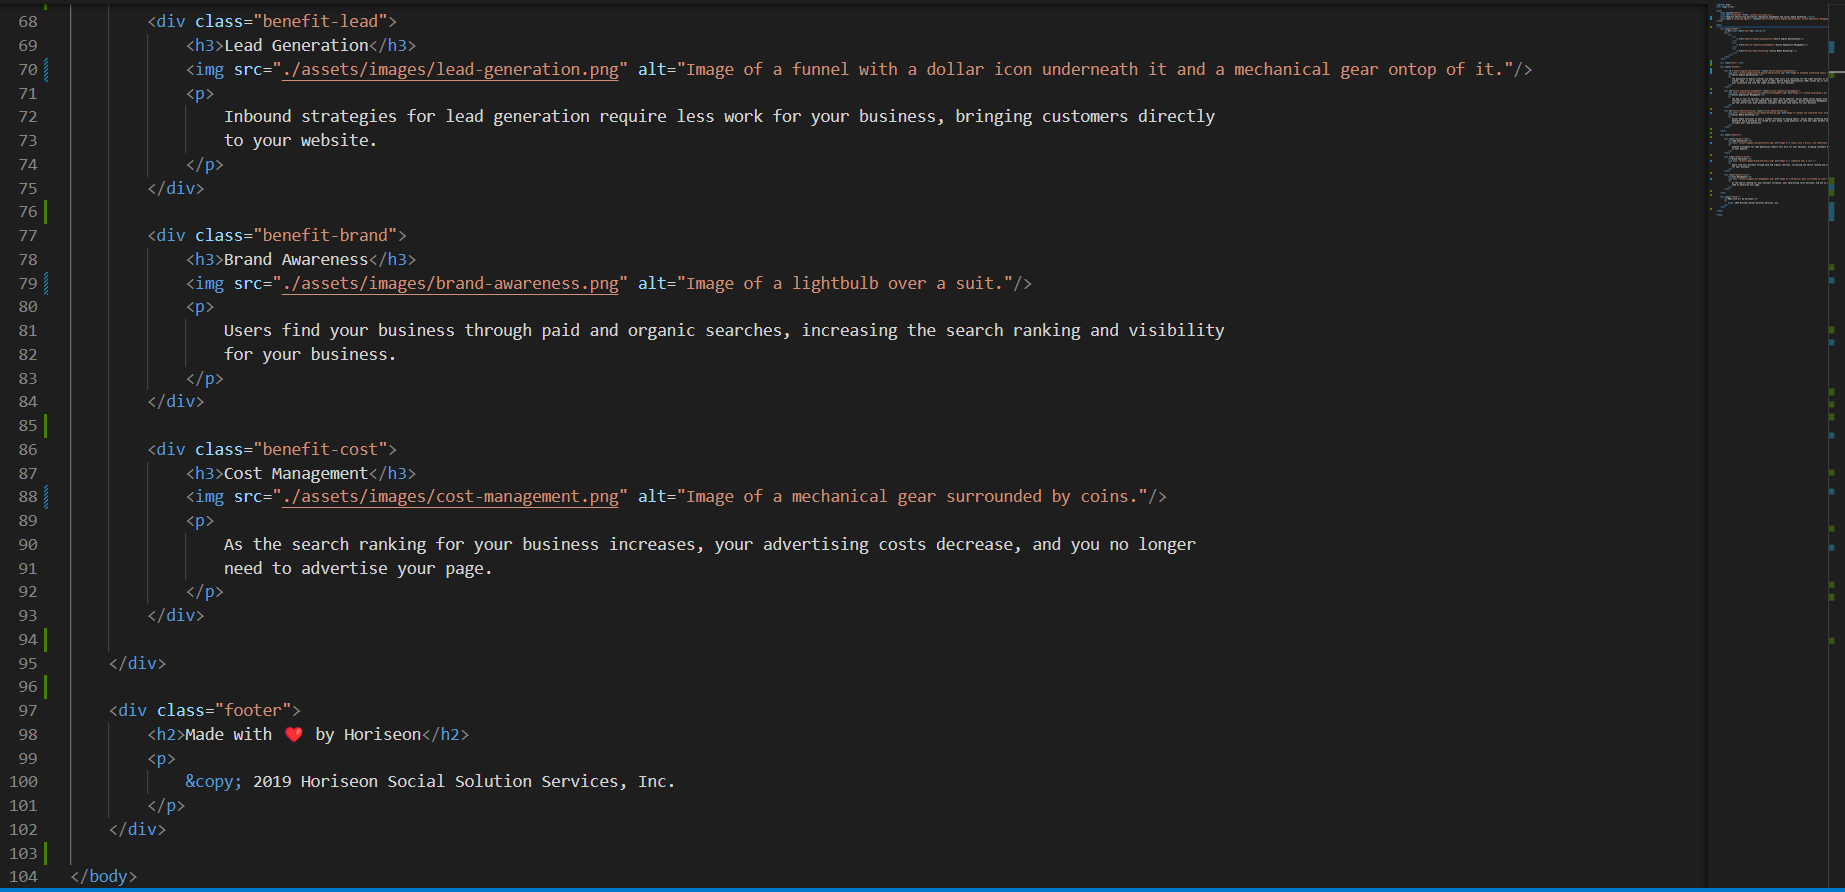 68 <div class="benefit-lead">
69 <h3>Lead Generation</h3>
70 <img src="./assets/images/lead-generation.png" alt="Image of a funnel with a dollar icon underneath it and a mechanical gear ontop of it."/>
71 <p>
72 Inbound strategies for lead generation require less work for your business, bringing customers directly
73 to your website.
74 </p>
75 </div>
76
77 <div class="benefit-brand">
78 <h3>Brand Awareness</h3>
79 <img src="./assets/images/brand-awareness.png" alt="Image of a lightbulb over a suit."/>
80 <p>
81 Users find your business through paid and organic searches, increasing the search ranking and visibility
82 for your business.
83 </p>
84 </div>
85
86 <div class="benefit-cost">
87 <h3>Cost Management</h3>
88 <img src="./assets/images/cost-management.png" alt="Image of a mechanical gear surrounded by coins."/>
89 <p>
90 As the search ranking for your business increases, your advertising costs decrease, and you no longer
91 need to advertise your page.
92 </p>
93 </div>
94
95 </div>
96
97 <div class="footer">
98 <h2>Made with ❤️ by Horiseon</h2>
99 <p>
100 &copy; 2019 Horiseon Social Solution Services, Inc.
101 </p>
102 </div>
103
104 </body>